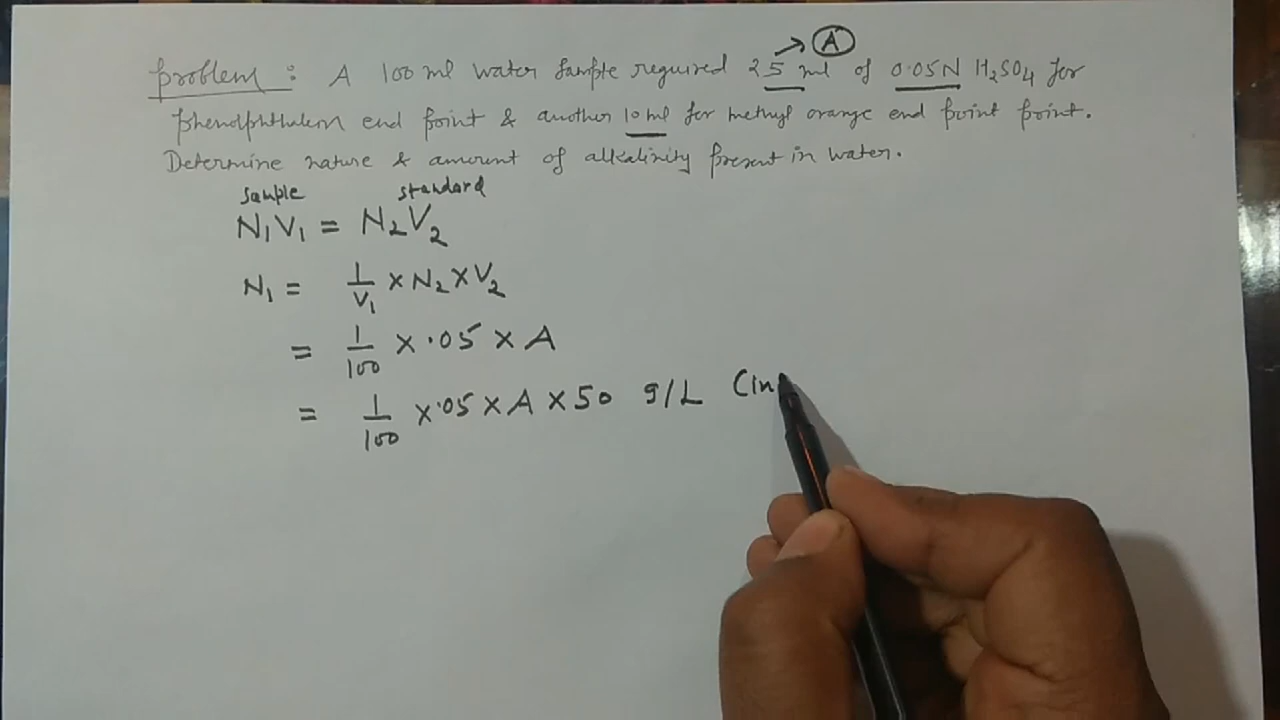 Problem : A 100 ml water sample required 25 ml of 0.05N H₂SO₄ for
→ A
phenolphthalein end point & another 10 ml for methyl orange end point point.
Determine nature & amount of alkalinity present in water.
sample standard
N₁V₁ = N₂V₂
N₁ = 1/V₁ × N₂ × V₂
= 1/100 × .05 × A
= 1/100 × .05 × A × 50 g/L (in